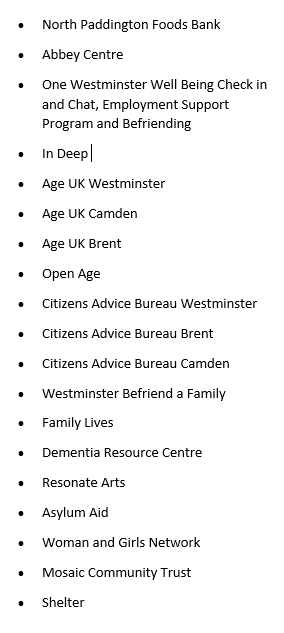 • North Paddington Foods Bank
• Abbey Centre
• One Westminster Well Being Check in
and Chat, Employment Support
Program and Befriending
• In Deep
• Age UK Westminster
• Age UK Camden
• Age UK Brent
• Open Age
• Citizens Advice Bureau Westminster
• Citizens Advice Bureau Brent
• Citizens Advice Bureau Camden
• Westminster Befriend a Family
• Family Lives
• Dementia Resource Centre
• Resonate Arts
• Asylum Aid
• Woman and Girls Network
• Mosaic Community Trust
• Shelter